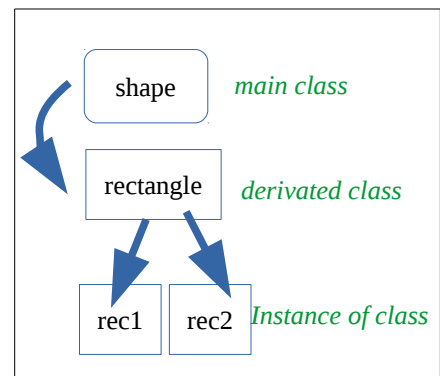 shape main class
rectangle derivated class
rec1 rec2 Instance of class